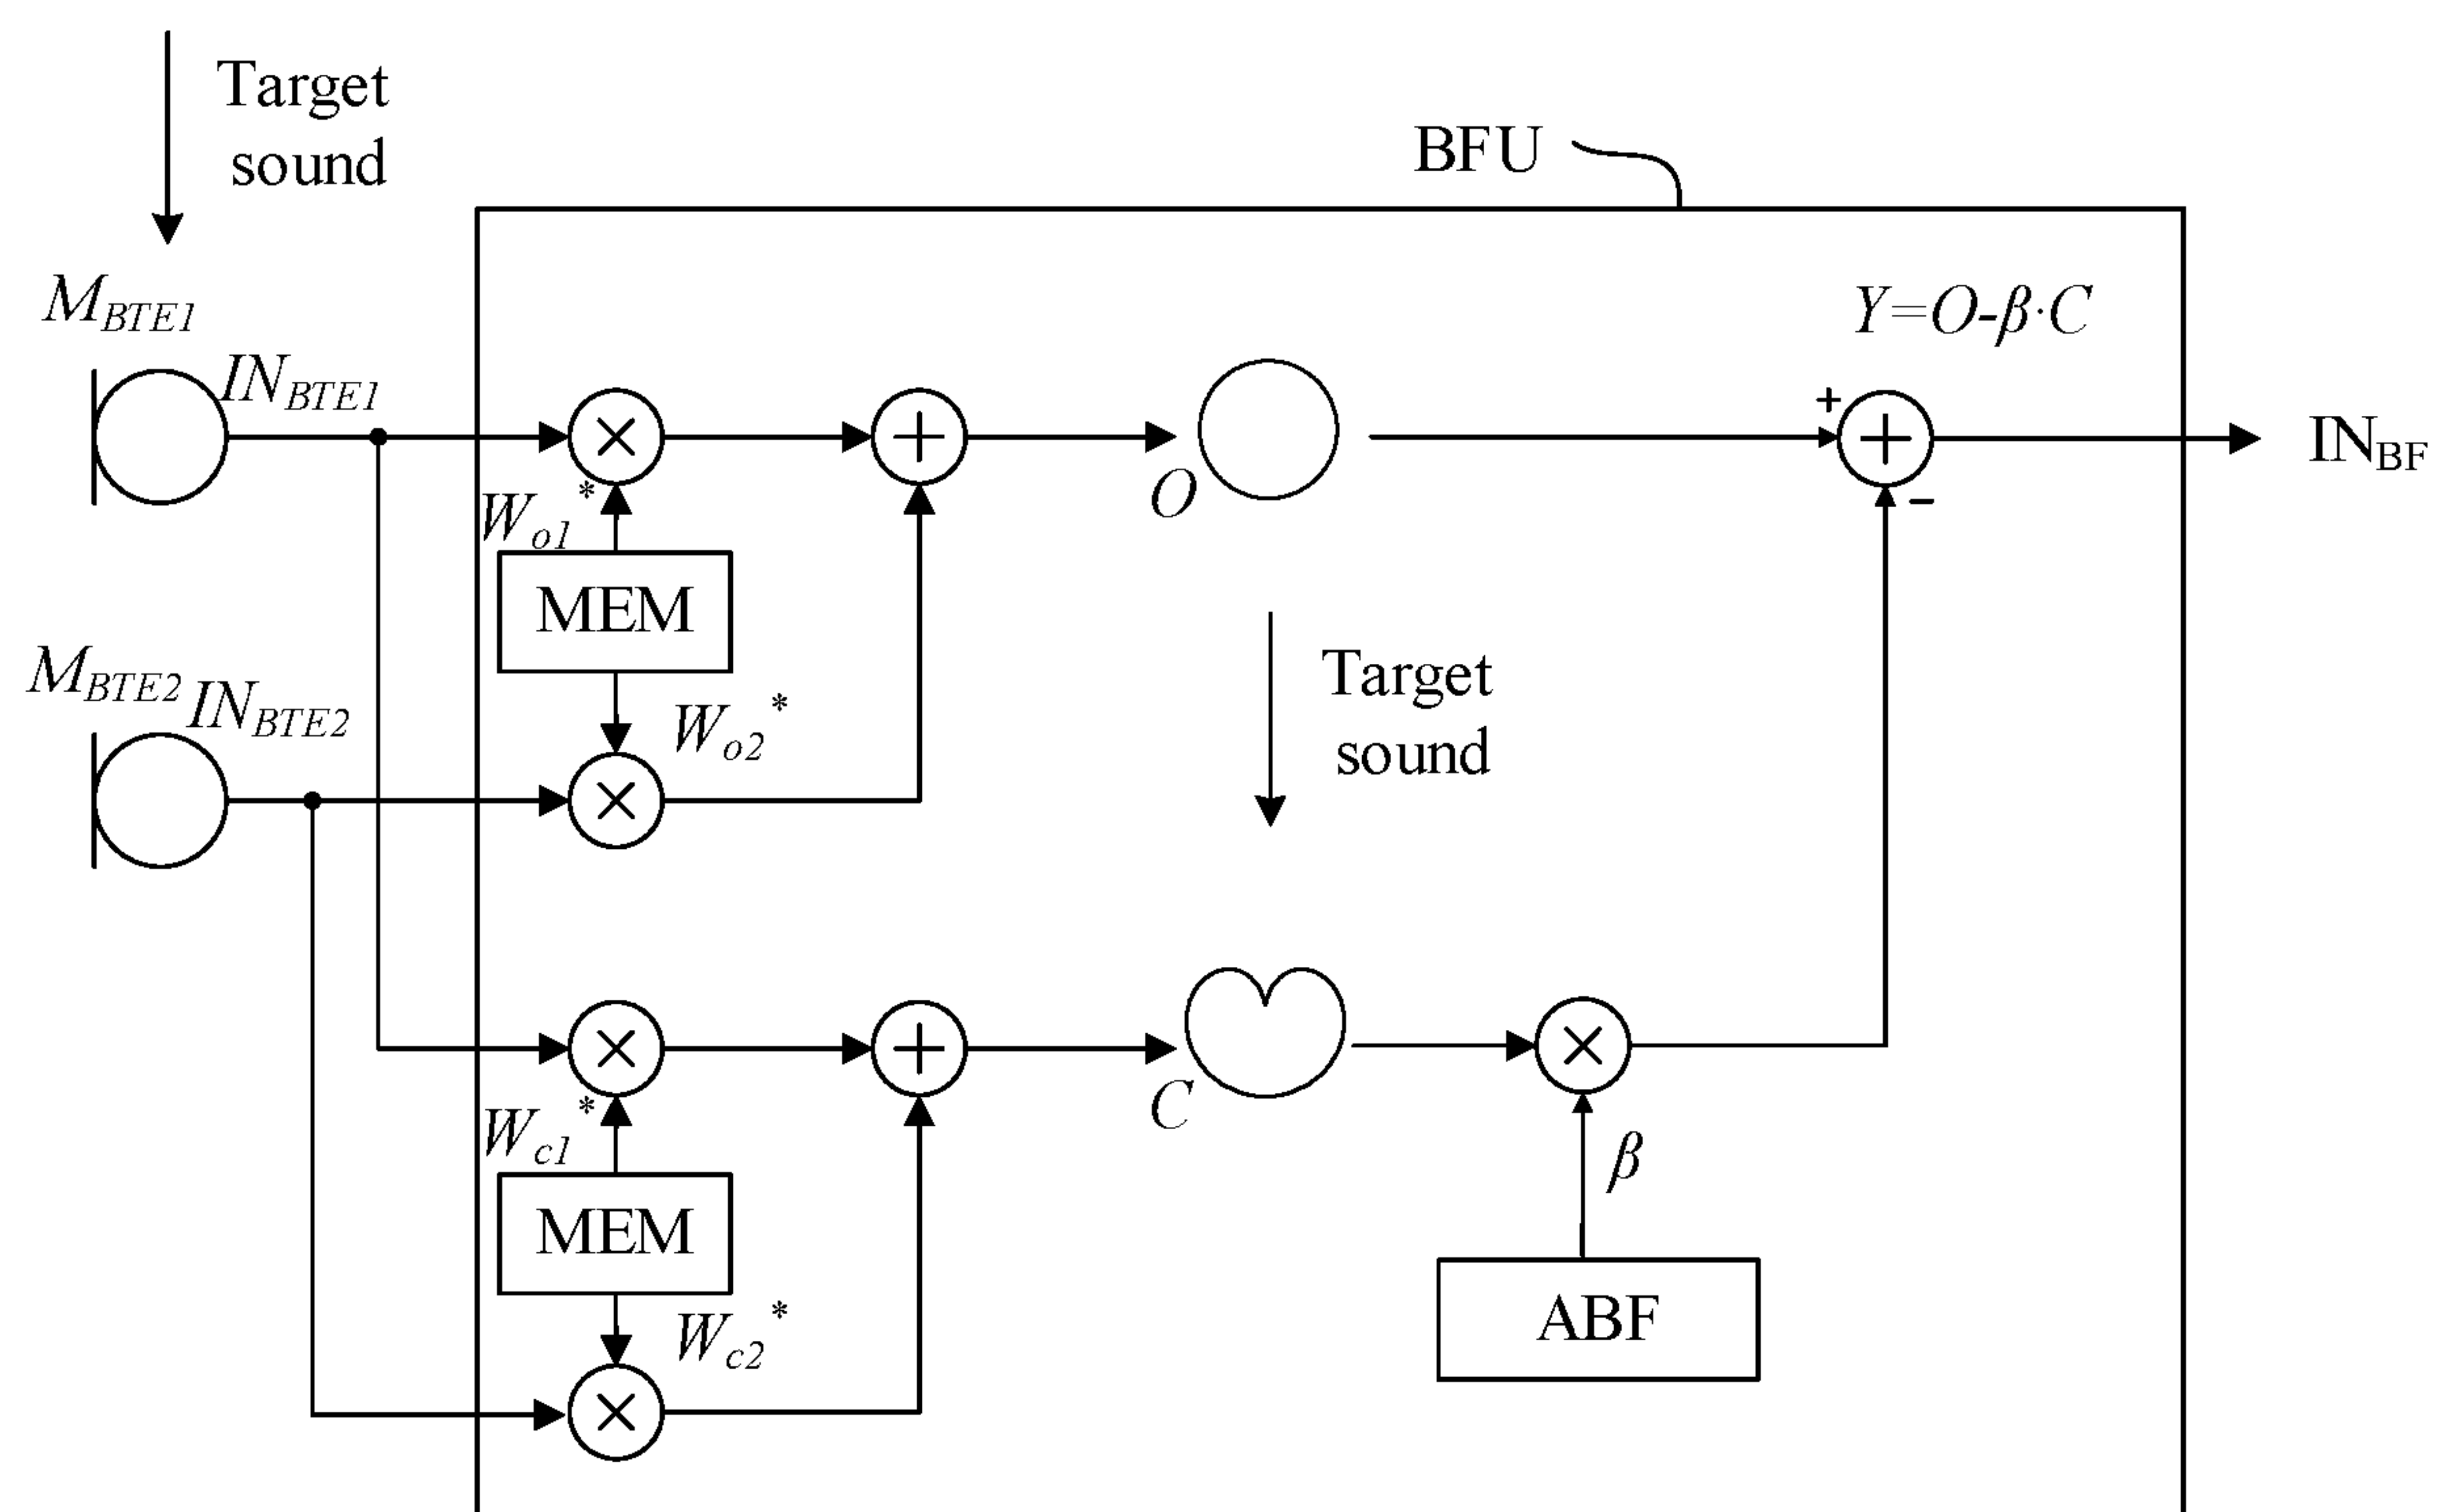 Target
sound
BFU
M_BTE1
Y=O-β·C
IN_BTE1
+
IN_BF
O
−
W_o1*
MEM
M_BTE2
IN_BTE2
Target
sound
W_o2*
C
W_c1*
β
MEM
ABF
W_c2*